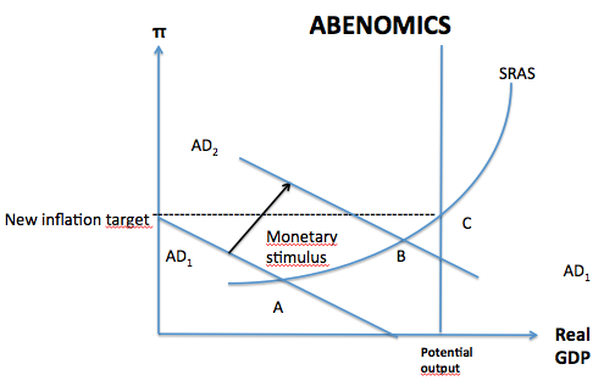 ABENOMICS
π
SRAS
AD2
New inflation target
C
Monetary
stimulus
AD1
B
AD1
A
Real
GDP
Potential
output